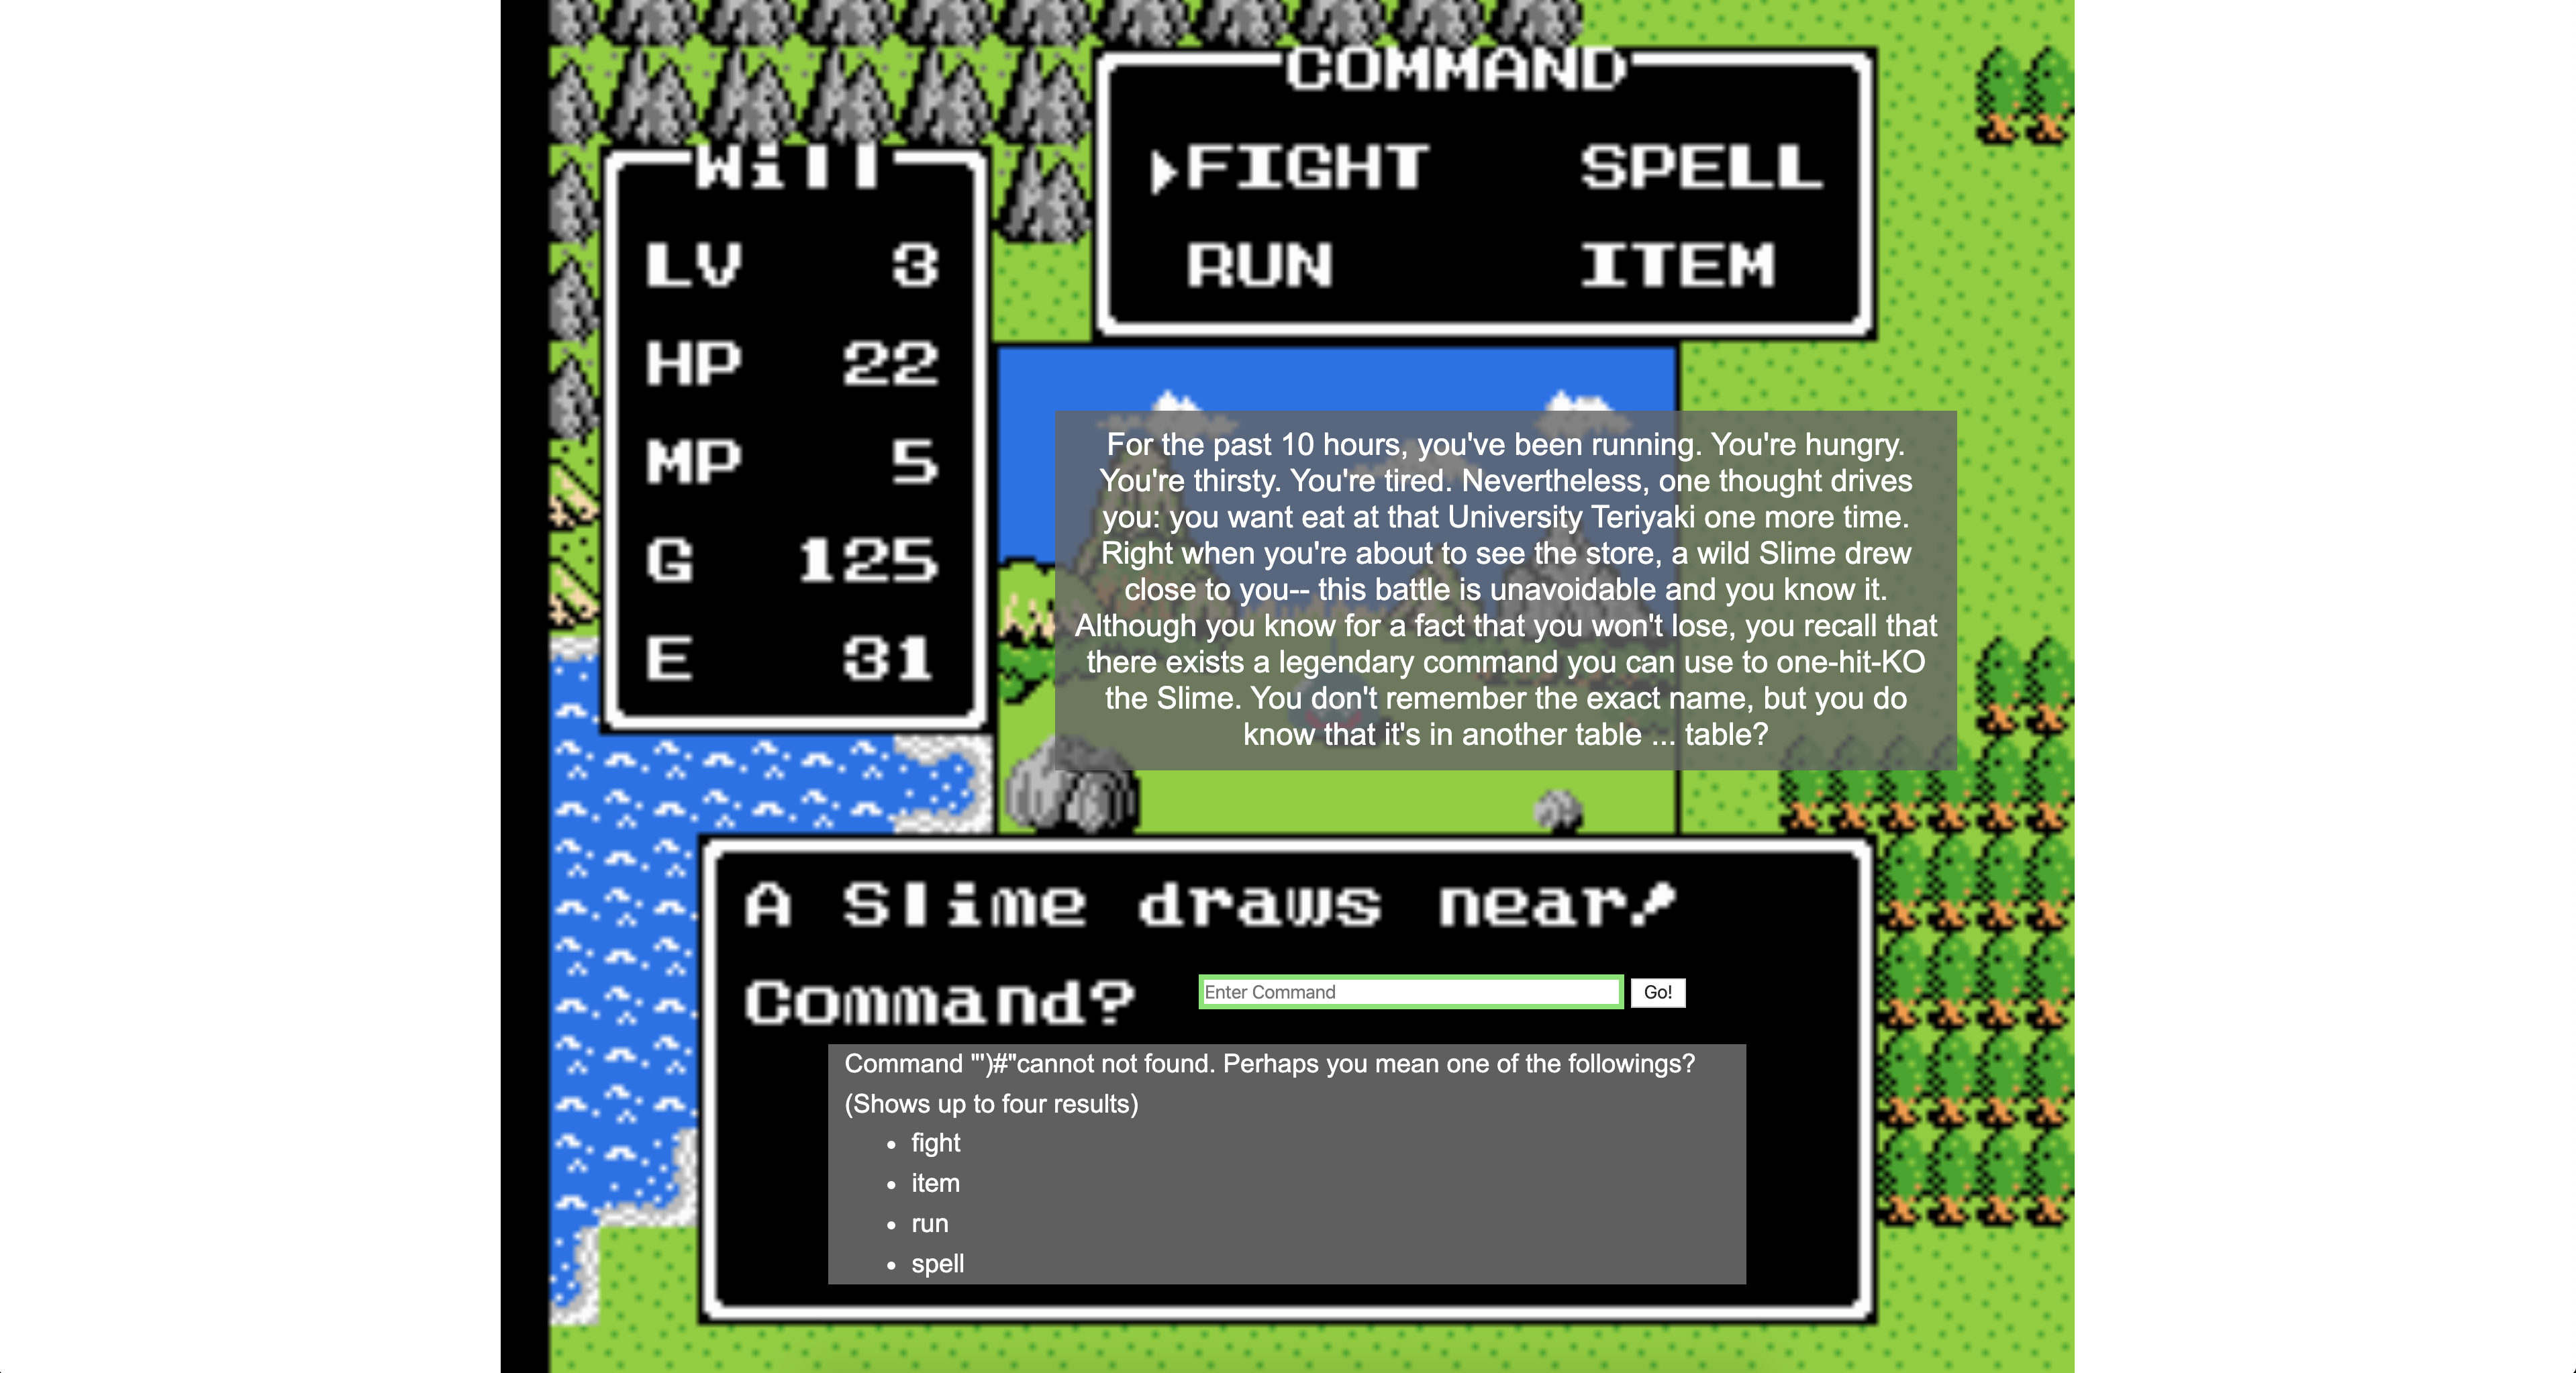 COMMAND
FIGHT SPELL
RUN ITEM
Will
LV 3
HP 22
MP 5
G 125
E 31
For the past 10 hours, you've been running. You're hungry.
You're thirsty. You're tired. Nevertheless, one thought drives
you: you want eat at that University Teriyaki one more time.
Right when you're about to see the store, a wild Slime drew
close to you-- this battle is unavoidable and you know it.
Although you know for a fact that you won't lose, you recall that
there exists a legendary command you can use to one-hit-KO
the Slime. You don't remember the exact name, but you do
know that it's in another table ... table?
A Slime draws near!
Command? Enter Command Go!
Command "')#"cannot not found. Perhaps you mean one of the followings?
(Shows up to four results)
• fight
• item
• run
• spell